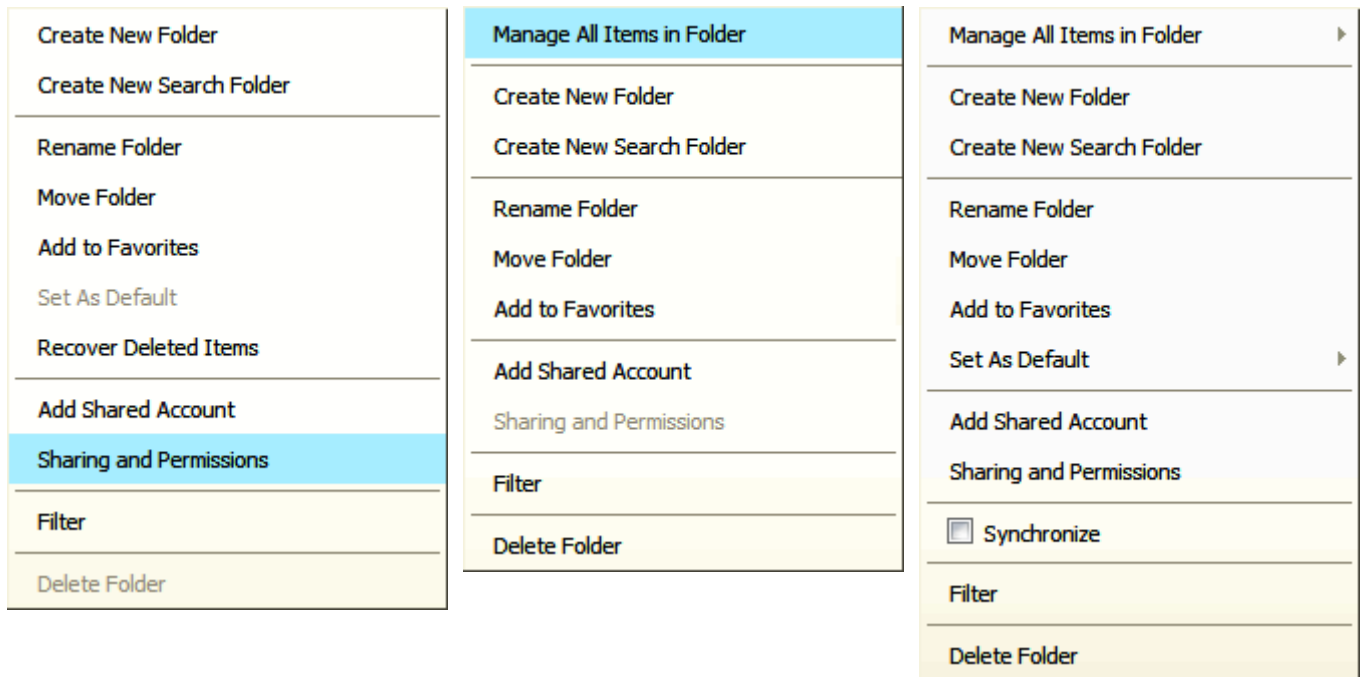 Create New Folder
Create New Search Folder
Rename Folder
Move Folder
Add to Favorites
Set As Default
Recover Deleted Items
Add Shared Account
Sharing and Permissions
Filter
Delete Folder
Manage All Items in Folder
Create New Folder
Create New Search Folder
Rename Folder
Move Folder
Add to Favorites
Add Shared Account
Sharing and Permissions
Filter
Delete Folder
Manage All Items in Folder
Create New Folder
Create New Search Folder
Rename Folder
Move Folder
Add to Favorites
Set As Default
Add Shared Account
Sharing and Permissions
Synchronize
Filter
Delete Folder